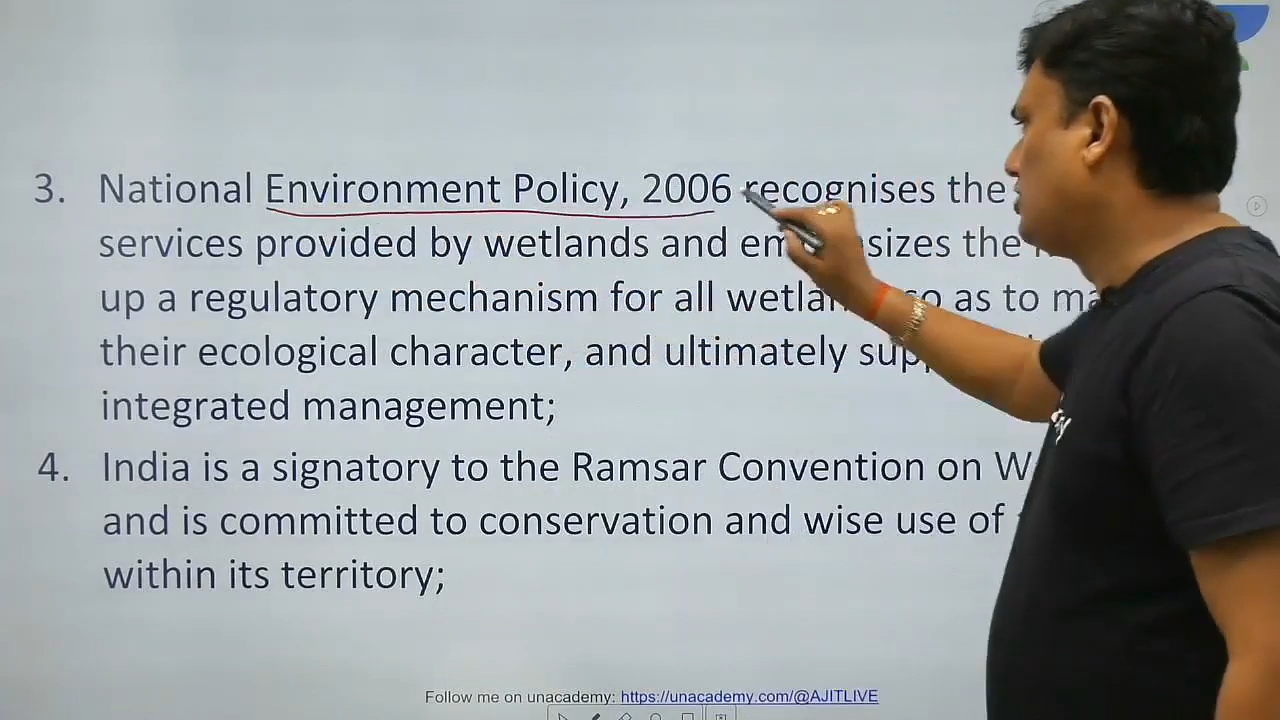 3. National Environment Policy, 2006 recognises the
services provided by wetlands and emphasizes the
up a regulatory mechanism for all wetlands so as to
their ecological character, and ultimately support
integrated management;
4. India is a signatory to the Ramsar Convention on
and is committed to conservation and wise use of
within its territory;
Follow me on unacademy: https://unacademy.com/@AJITLIVE